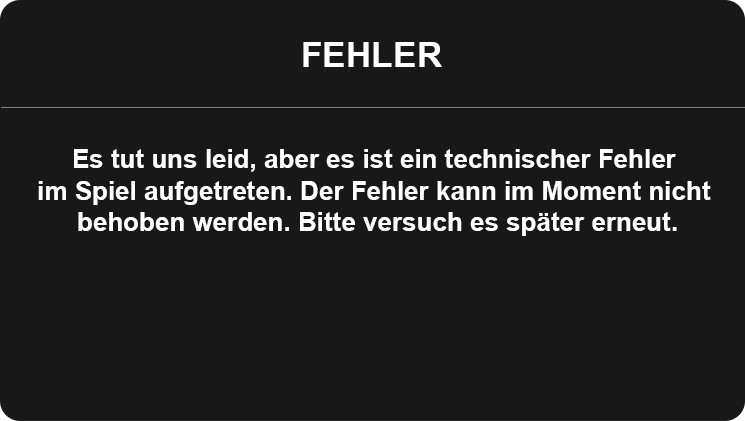 FEHLER
Es tut uns leid, aber es ist ein technischer Fehler
im Spiel aufgetreten. Der Fehler kann im Moment nicht
behoben werden. Bitte versuch es später erneut.